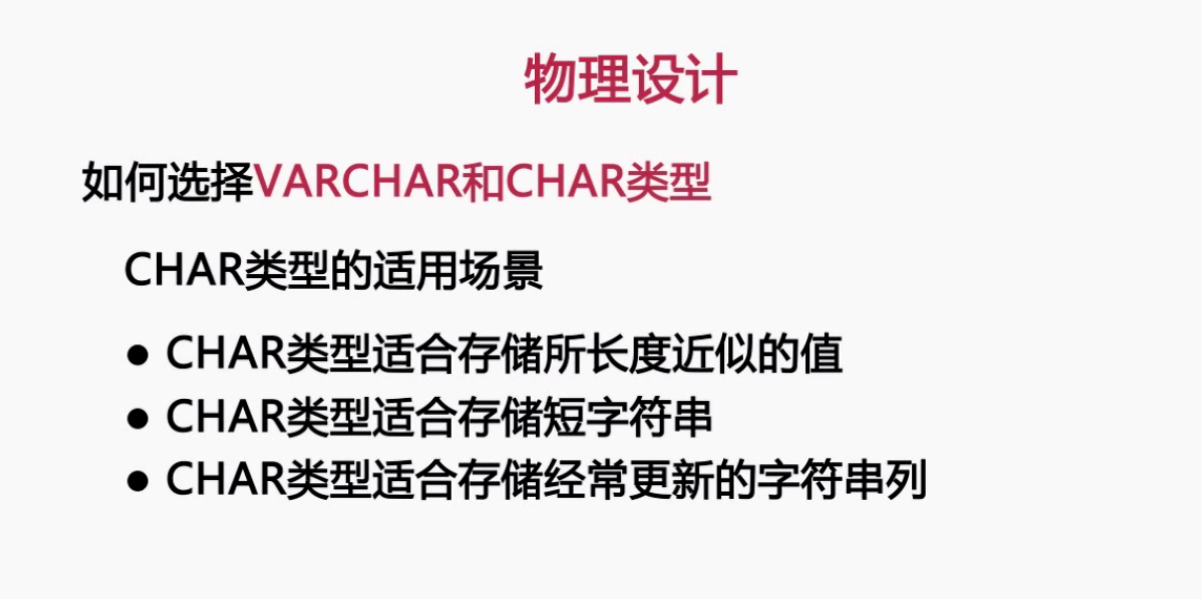 物理设计
如何选择VARCHAR和CHAR类型
CHAR类型的适用场景
● CHAR类型适合存储所长度近似的值
● CHAR类型适合存储短字符串
● CHAR类型适合存储经常更新的字符串列